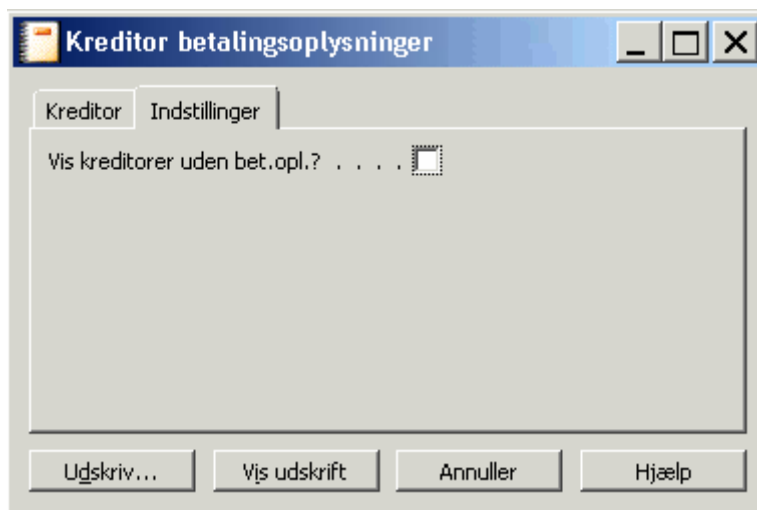 Kreditor betalingsoplysninger
Kreditor Indstillinger
Vis kreditorer uden bet.opl.? . . . .
Udskriv... Vis udskrift Annuller Hjælp